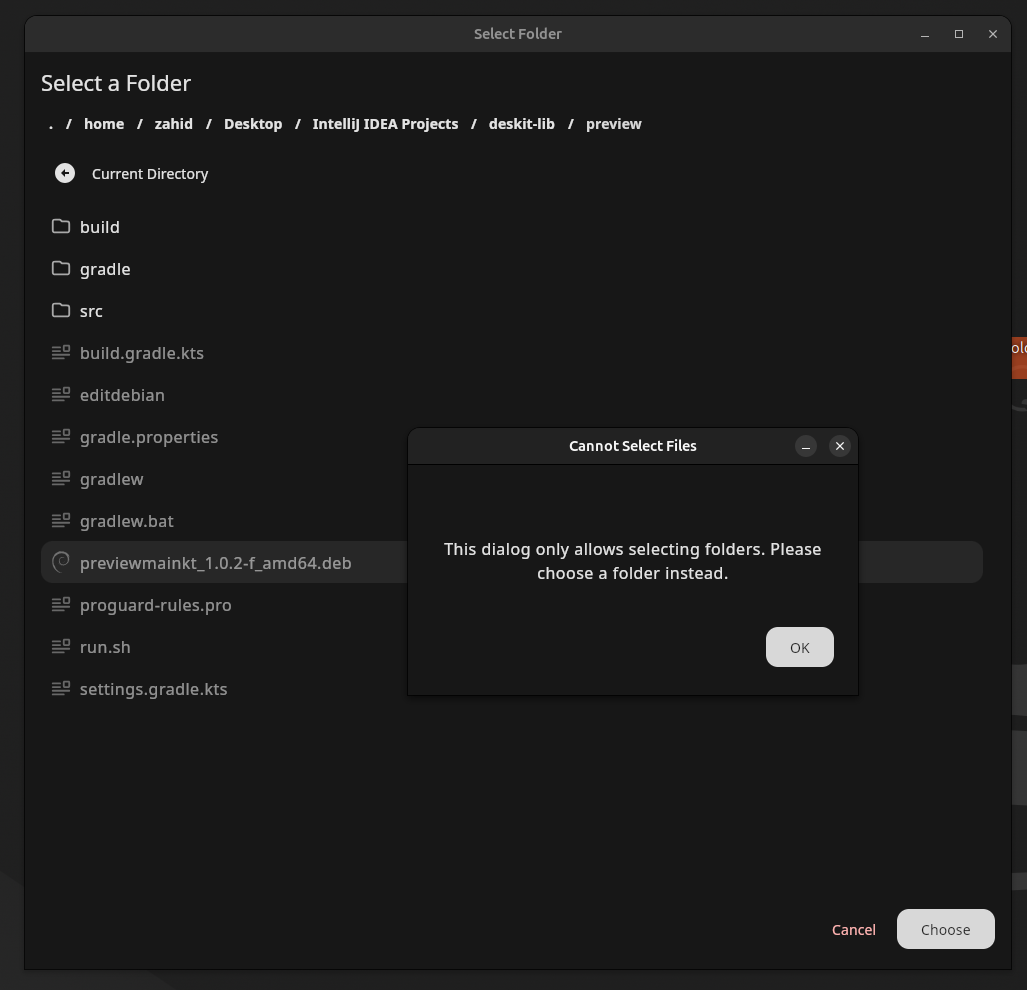 Select Folder
Select a Folder
. / home / zahid / Desktop / IntelliJ IDEA Projects / deskit-lib / preview
Current Directory
build
gradle
src
build.gradle.kts
editdebian
gradle.properties
gradlew
gradlew.bat
previewmainkt_1.0.2-f_amd64.deb
proguard-rules.pro
run.sh
settings.gradle.kts
Cannot Select Files
This dialog only allows selecting folders. Please
choose a folder instead.
OK
Cancel
Choose